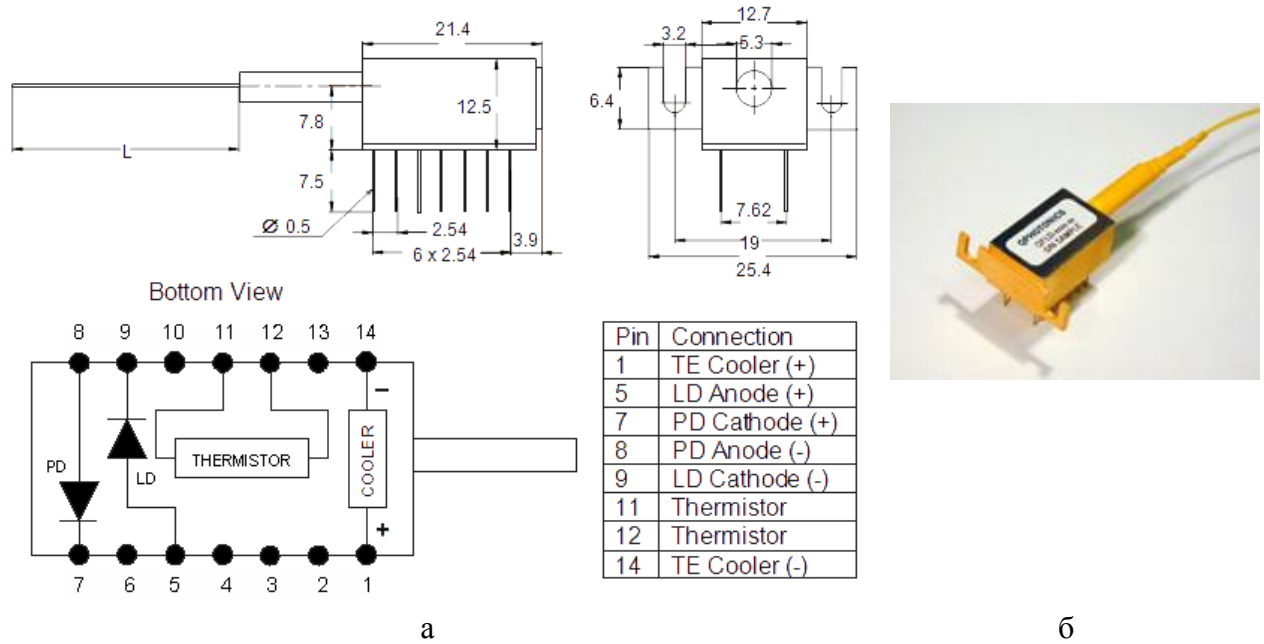 21.4
12.5
7.8
L
7.5
Ø 0.5
2.54
6 x 2.54
3.9
12.7
3.2
5.3
6.4
7.62
19
25.4
Bottom View
8 9 10 11 12 13 14
PD
LD
THERMISTOR
COOLER
−
+
7 6 5 4 3 2 1
Pin Connection
1 TE Cooler (+)
5 LD Anode (+)
7 PD Cathode (+)
8 PD Anode (-)
9 LD Cathode (-)
11 Thermistor
12 Thermistor
14 TE Cooler (-)
QPHOTONICS
S/N SAMPLE
а
б